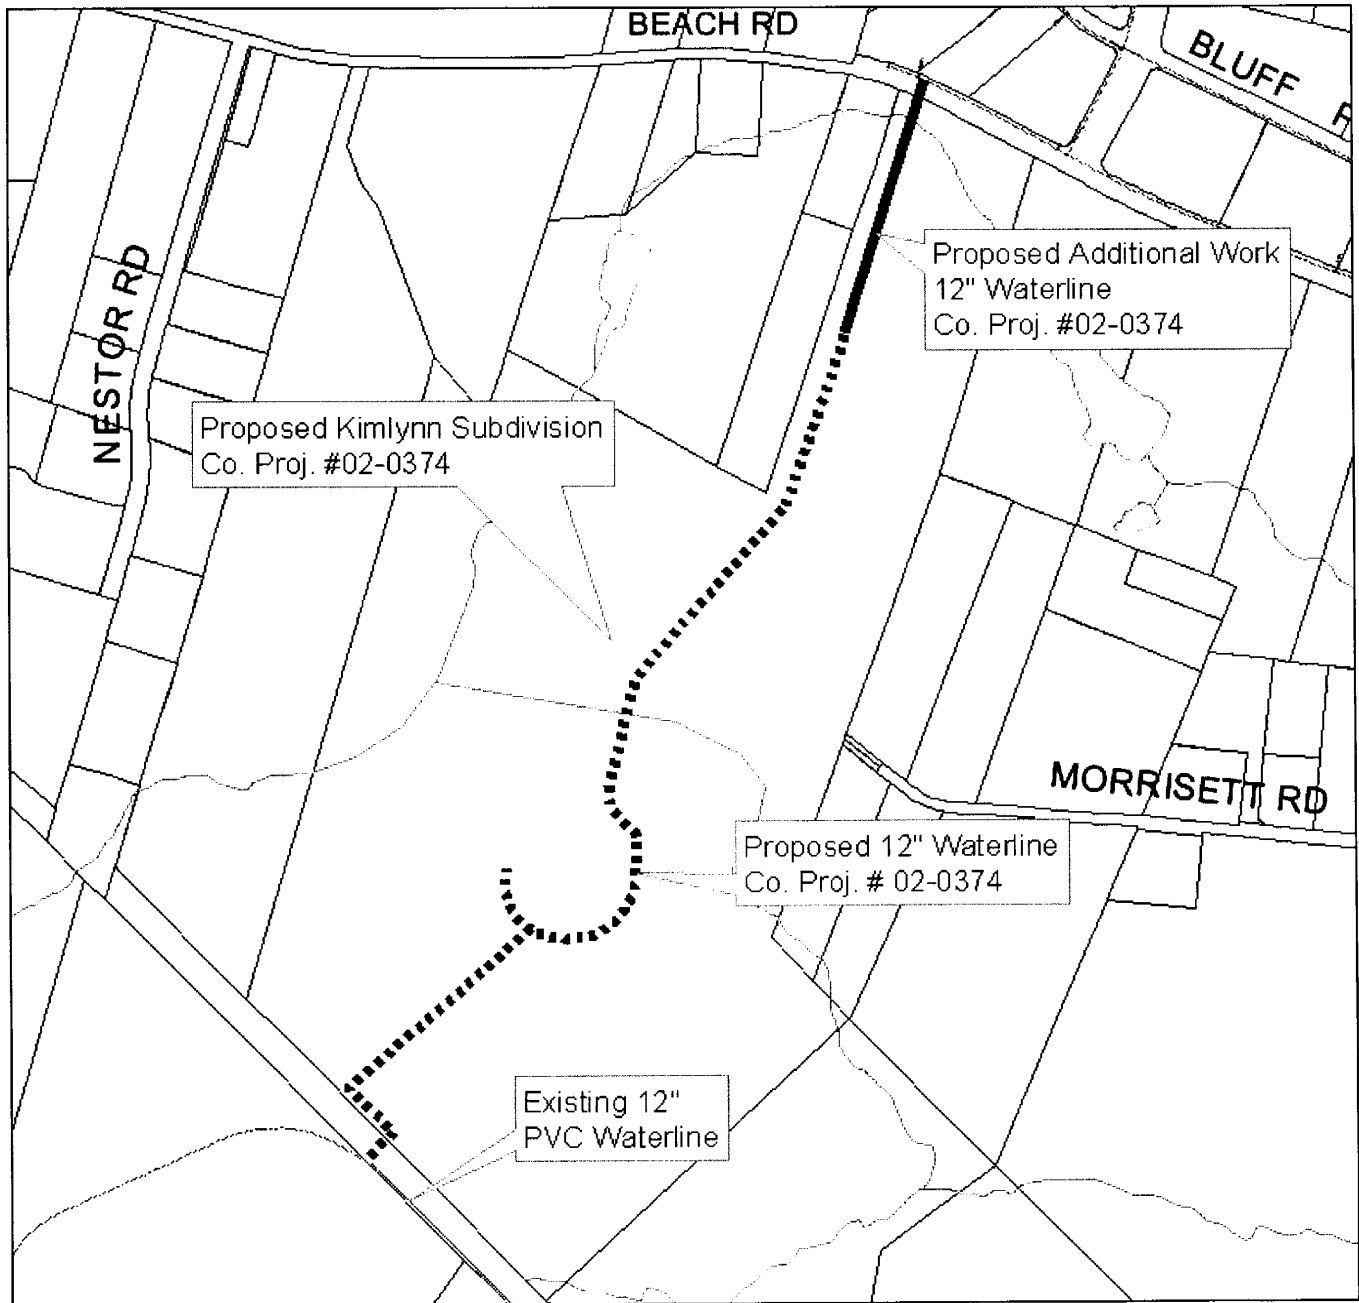 BEACH RD
BLUFF R
NESTOR RD
Proposed Additional Work
12" Waterline
Co. Proj. #02-0374
Proposed Kimlynn Subdivision
Co. Proj. #02-0374
MORRISETT RD
Proposed 12" Waterline
Co. Proj. # 02-0374
Existing 12"
PVC Waterline